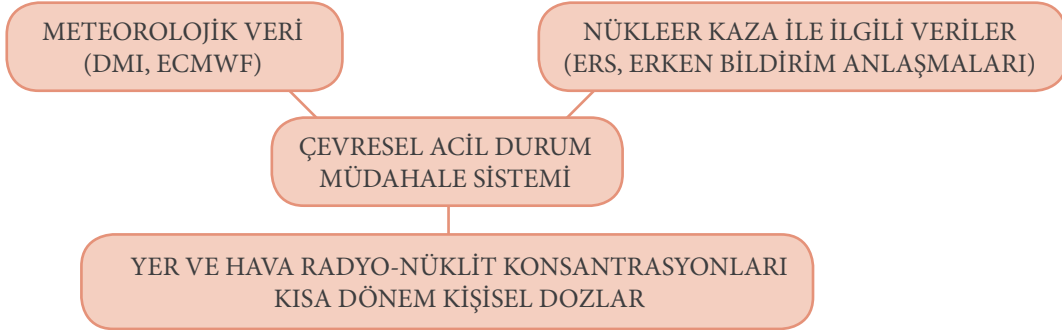 METEOROLOJİK VERİ
(DMI, ECMWF)
NÜKLEER KAZA İLE İLGİLİ VERİLER
(ERS, ERKEN BİLDİRİM ANLAŞMALARI)
ÇEVRESEL ACİL DURUM
MÜDAHALE SİSTEMİ
YER VE HAVA RADYO-NÜKLİT KONSANTRASYONLARI
KISA DÖNEM KİŞİSEL DOZLAR